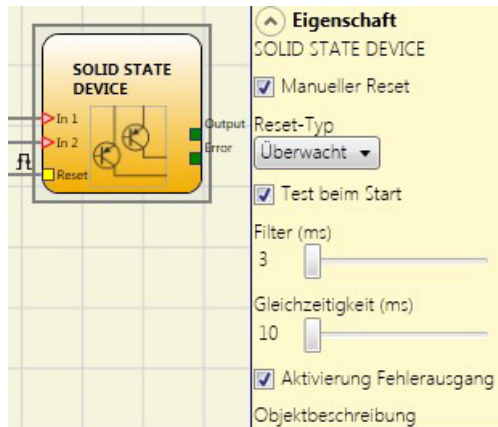 SOLID STATE
DEVICE
In 1
In 2
Reset
Output
Error
Eigenschaft
SOLID STATE DEVICE
Manueller Reset
Reset-Typ
Überwacht
Test beim Start
Filter (ms)
3
Gleichzeitigkeit (ms)
10
Aktivierung Fehlerausgang
Objektbeschreibung